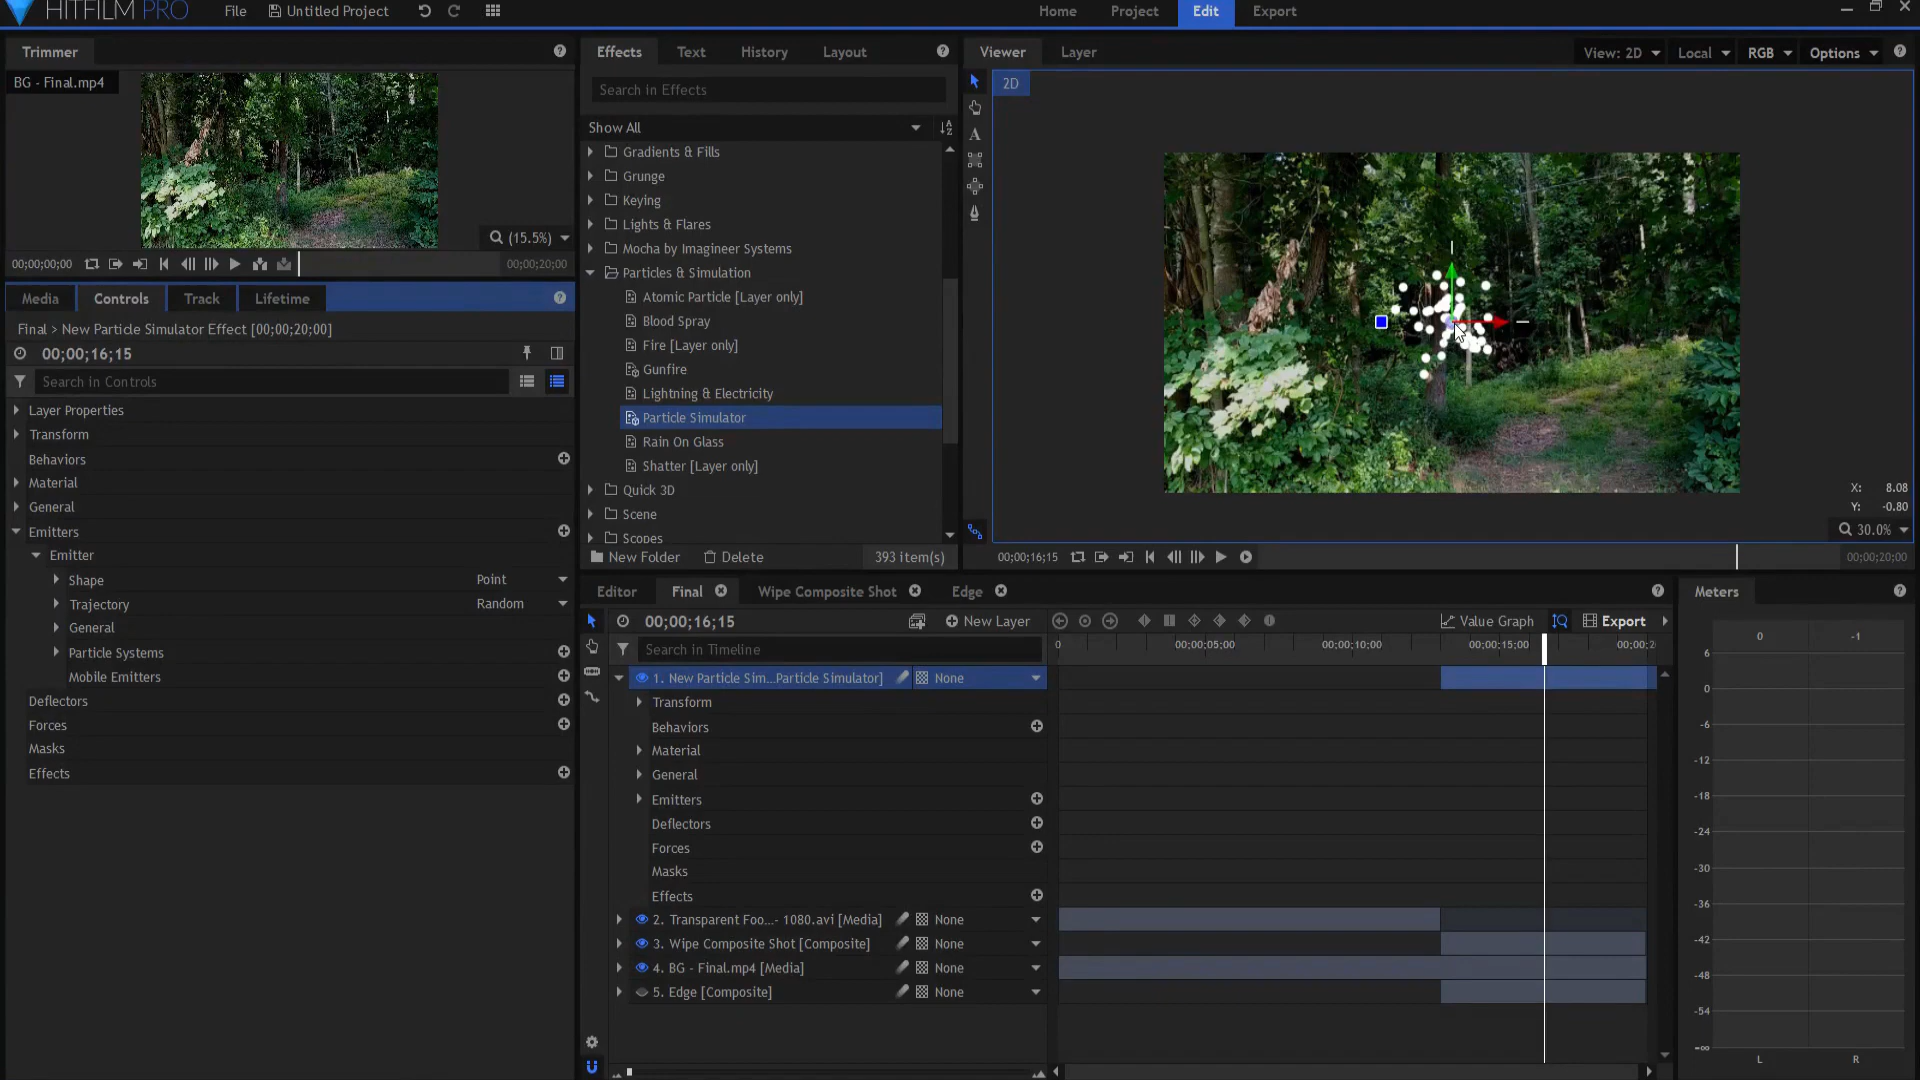 HITFILM PRO File Untitled Project Home Project Edit Export
Trimmer
BG - Final.mp4
(15.5%)
00;00;00;00 00;00;20;00
Media Controls Track Lifetime
Final > New Particle Simulator Effect [00;00;20;00]
00;00;16;15
Search in Controls
Layer Properties
Transform
Behaviors
Material
General
Emitters
Emitter
Shape Point
Trajectory Random
General
Particle Systems
Mobile Emitters
Deflectors
Forces
Masks
Effects
Effects Text History Layout
Search in Effects
Show All
Gradients & Fills
Grunge
Keying
Lights & Flares
Mocha by Imagineer Systems
Particles & Simulation
Atomic Particle [Layer only]
Blood Spray
Fire [Layer only]
Gunfire
Lightning & Electricity
Particle Simulator
Rain On Glass
Shatter [Layer only]
Quick 3D
Scene
Scopes
New Folder Delete 393 item(s)
Viewer Layer View: 2D Local RGB Options
2D
A
X: 8.08
Y: -0.80
30.0%
00;00;16;15 00;00;20;00
Editor Final Wipe Composite Shot Edge
00;00;16;15 New Layer Value Graph Export
Search in Timeline 0 00;00;05;00 00;00;10;00 00;00;15;00 00;00;2
1. New Particle Sim...Particle Simulator] None
Transform
Behaviors
Material
General
Emitters
Deflectors
Forces
Masks
Effects
2. Transparent Foo...- 1080.avi [Media] None
3. Wipe Composite Shot [Composite] None
4. BG - Final.mp4 [Media] None
5. Edge [Composite] None
Meters
0 -1
6
0
-6
-12
-18
-24
-30
-36
-42
-48
-54
-∞
L R